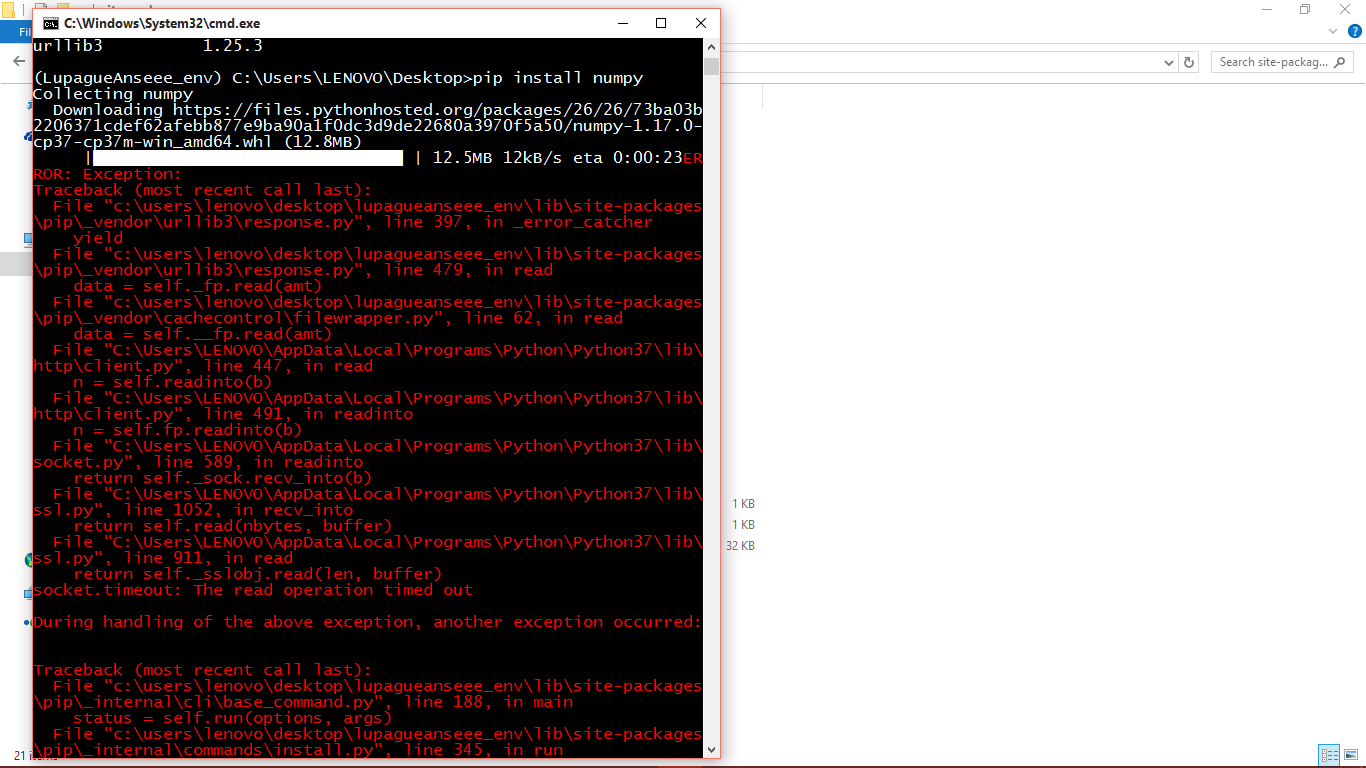 C:\Windows\System32\cmd.exe
Fil
Search site-packag...
urllib3          1.25.3
(LupagueAnseee_env) C:\Users\LENOVO\Desktop>pip install numpy
Collecting numpy
  Downloading https://files.pythonhosted.org/packages/26/26/73ba03b
2206371cdef62afebb877e9ba90a1f0dc3d9de22680a3970f5a50/numpy-1.17.0-
cp37-cp37m-win_amd64.whl (12.8MB)
     | | 12.5MB 12kB/s eta 0:00:23ER
ROR: Exception:
Traceback (most recent call last):
  File "c:\users\lenovo\desktop\lupagueanseee_env\lib\site-packages
\pip\_vendor\urllib3\response.py", line 397, in _error_catcher
    yield
  File "c:\users\lenovo\desktop\lupagueanseee_env\lib\site-packages
\pip\_vendor\urllib3\response.py", line 479, in read
    data = self._fp.read(amt)
  File "c:\users\lenovo\desktop\lupagueanseee_env\lib\site-packages
\pip\_vendor\cachecontrol\filewrapper.py", line 62, in read
    data = self.__fp.read(amt)
  File "C:\Users\LENOVO\AppData\Local\Programs\Python\Python37\lib\
http\client.py", line 447, in read
    n = self.readinto(b)
  File "C:\Users\LENOVO\AppData\Local\Programs\Python\Python37\lib\
http\client.py", line 491, in readinto
    n = self.fp.readinto(b)
  File "C:\Users\LENOVO\AppData\Local\Programs\Python\Python37\lib\
socket.py", line 589, in readinto
    return self._sock.recv_into(b)
  File "C:\Users\LENOVO\AppData\Local\Programs\Python\Python37\lib\
ssl.py", line 1052, in recv_into
    return self.read(nbytes, buffer)
  File "C:\Users\LENOVO\AppData\Local\Programs\Python\Python37\lib\
ssl.py", line 911, in read
    return self._sslobj.read(len, buffer)
socket.timeout: The read operation timed out
During handling of the above exception, another exception occurred:
Traceback (most recent call last):
  File "c:\users\lenovo\desktop\lupagueanseee_env\lib\site-packages
\pip\_internal\cli\base_command.py", line 188, in main
    status = self.run(options, args)
  File "c:\users\lenovo\desktop\lupagueanseee_env\lib\site-packages
\pip\_internal\commands\install.py", line 345, in run
1 KB
1 KB
32 KB
21